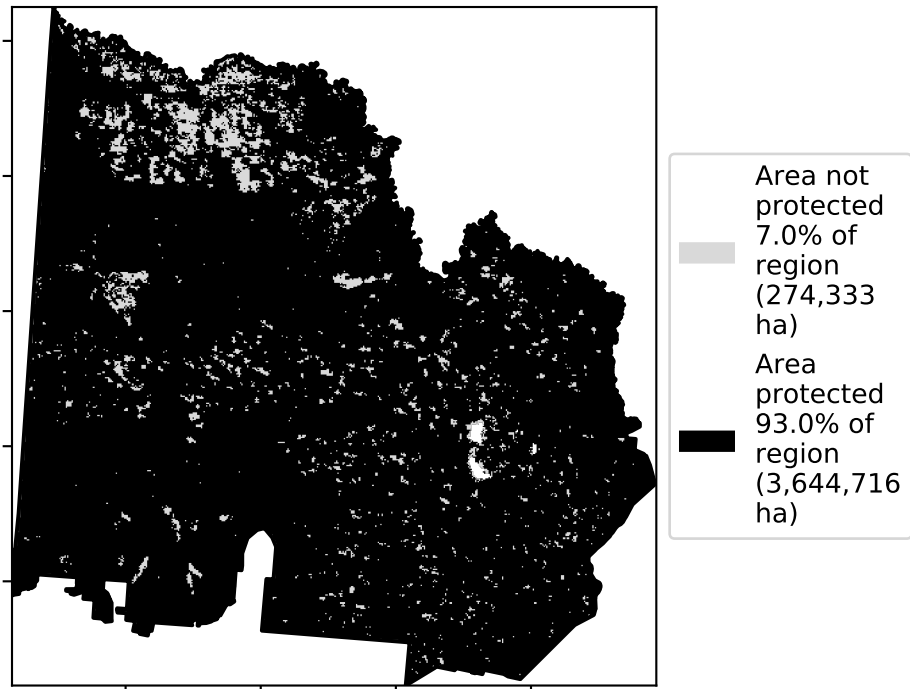 Area not
protected
7.0% of
region
(274,333
ha)
Area
protected
93.0% of
region
(3,644,716
ha)